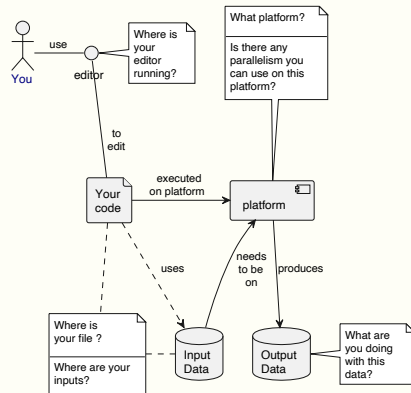 What platform?
Is there any
parallelism you
can use on this
platform?
Where is
your
editor
running?
use
You
editor
to
edit
Your
code
executed
on platform
platform
uses
needs
to be
on
produces
Where is
your file ?
Where are your
inputs?
Input
Data
Output
Data
What are
you doing
with this
data?